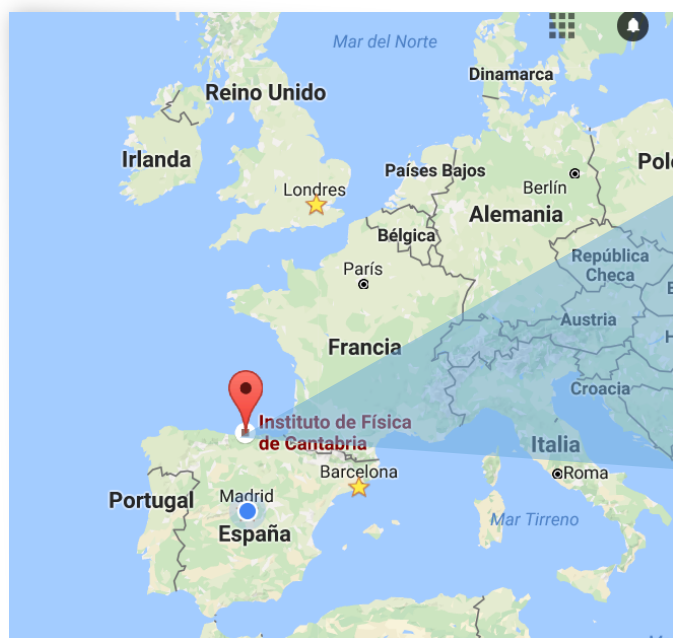 Mar del Norte
Dinamarca
Reino Unido
Irlanda
Países Bajos
Pol
Londres
Berlín
Alemania
Bélgica
República
Checa
París
Austria
Francia
Croacia
Instituto de Física
de Cantabria
Italia
Barcelona
Roma
Portugal
Madrid
Mar Tirreno
España